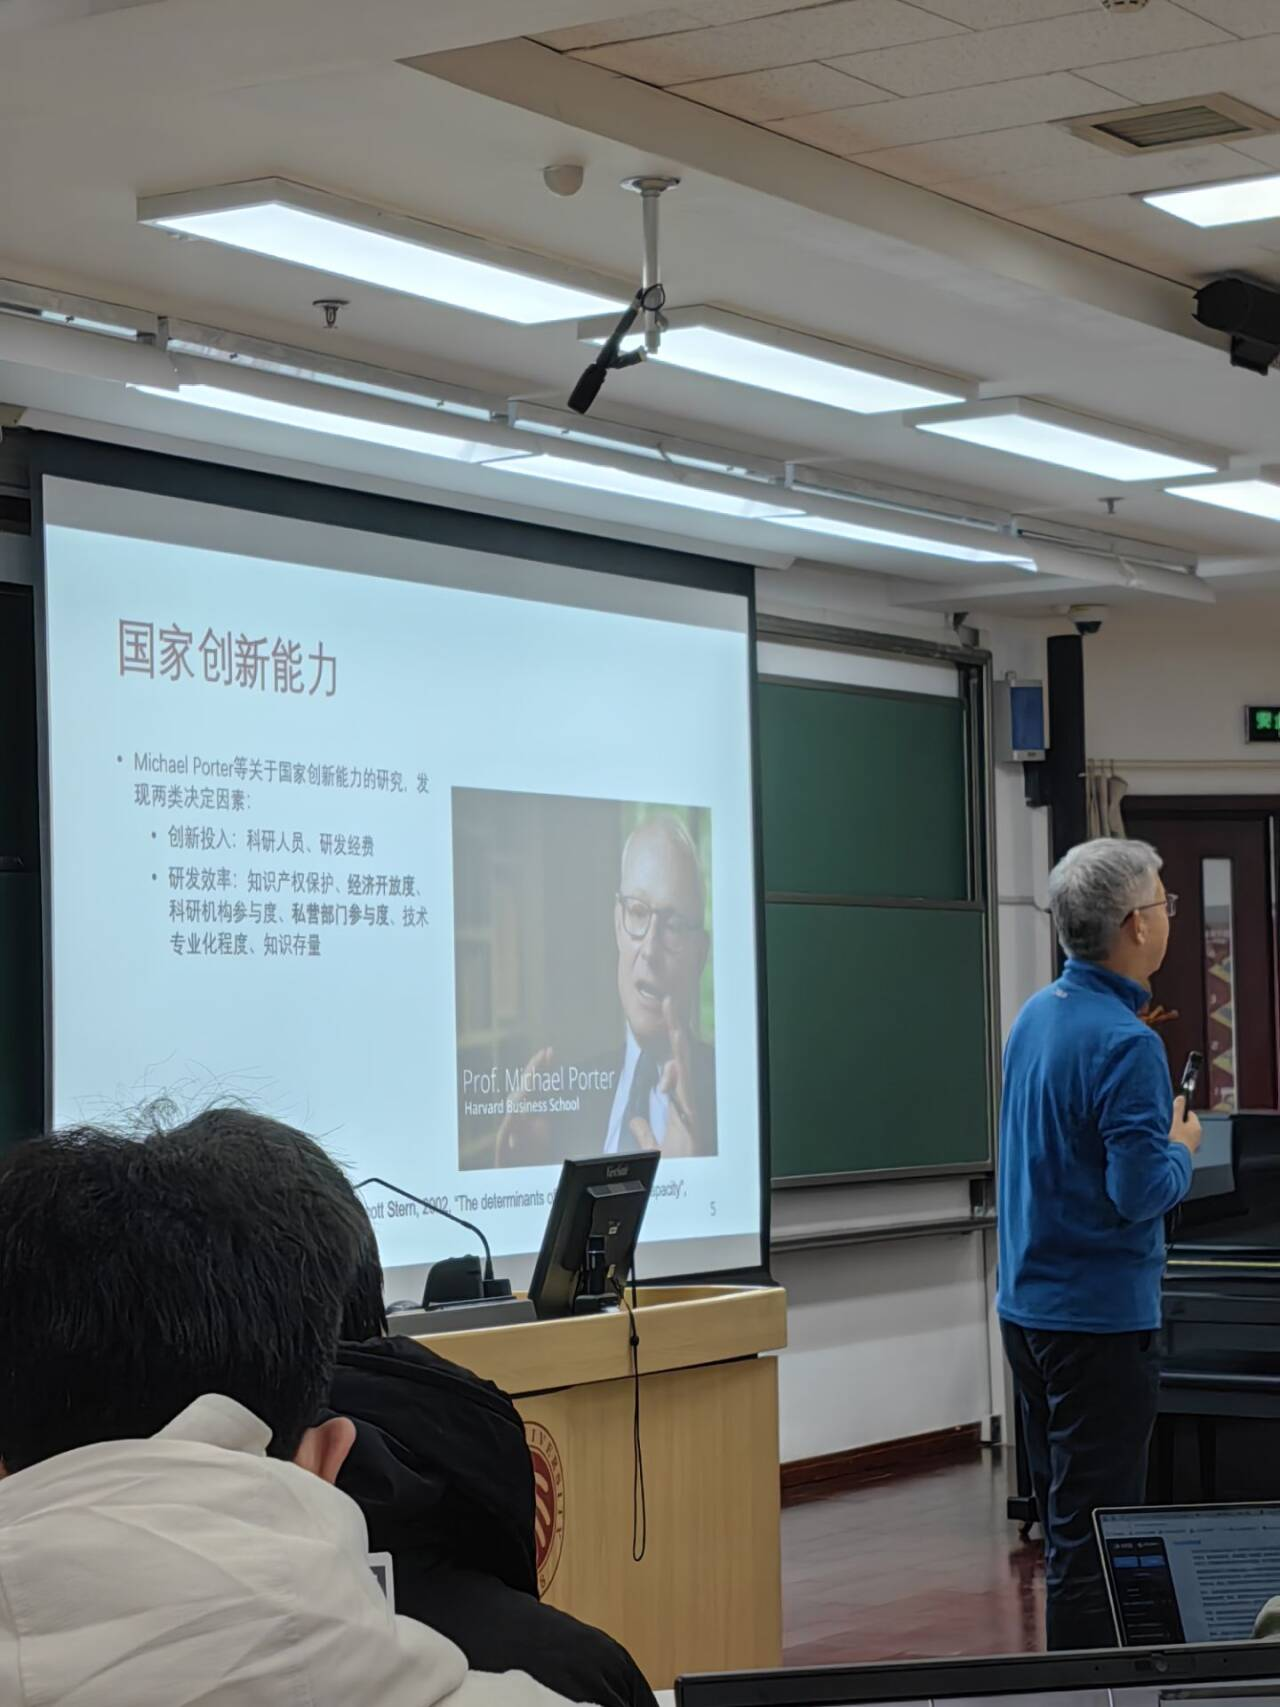 国家创新能力
• Michael Porter等关于国家创新能力的研究，发
现两类决定因素：
• 创新投入：科研人员、研发经费
• 研发效率：知识产权保护、经济开放度、
科研机构参与度、私营部门参与度、技术
专业化程度、知识存量
Prof. Michael Porter
Harvard Business School
ott Stern, 2002, "The determinants of
pacity",
5
ViewSonic